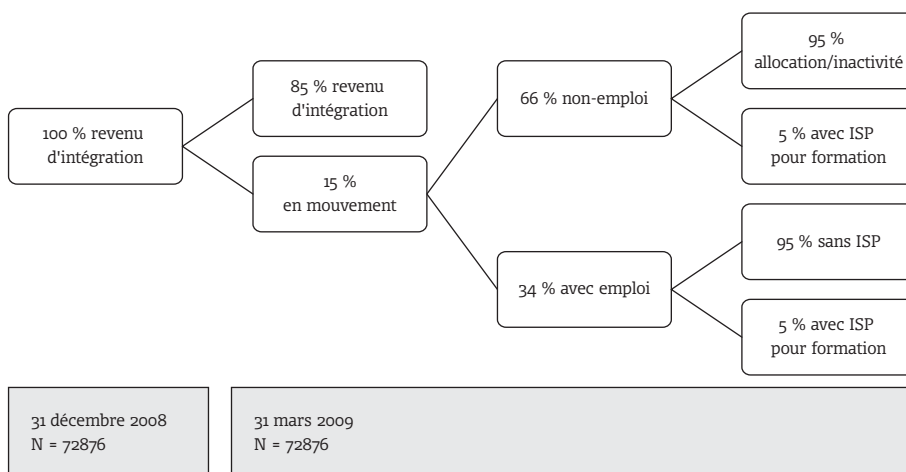 100 % revenu
d'intégration
85 % revenu
d'intégration
15 %
en mouvement
66 % non-emploi
34 % avec emploi
95 %
allocation/inactivité
5 % avec ISP
pour formation
95 % sans ISP
5 % avec ISP
pour formation
31 décembre 2008
N = 72876
31 mars 2009
N = 72876